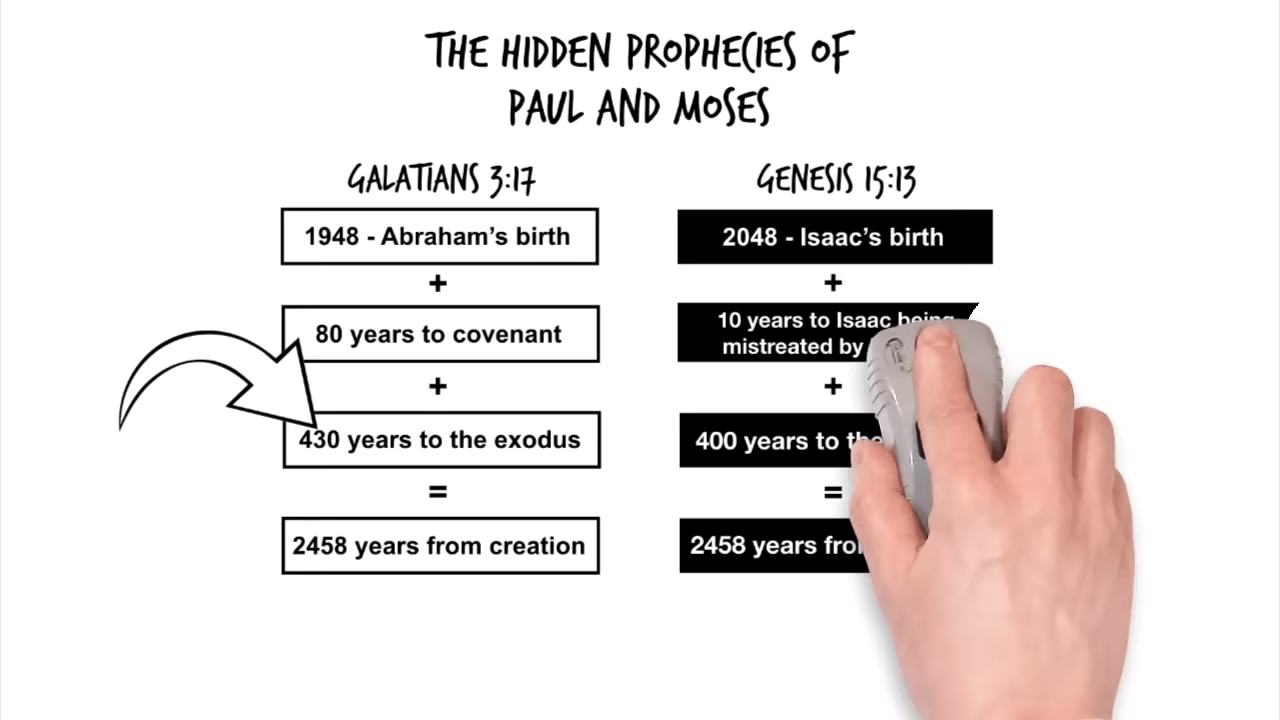 THE HIDDEN PROPHECIES OF
PAUL AND MOSES
GALATIANS 3:17
1948 - Abraham's birth
+
80 years to covenant
+
430 years to the exodus
=
2458 years from creation
GENESIS 15:13
2048 - Isaac's birth
+
10 years to Isaac being
mistreated by
+
400 years to the
=
2458 years from